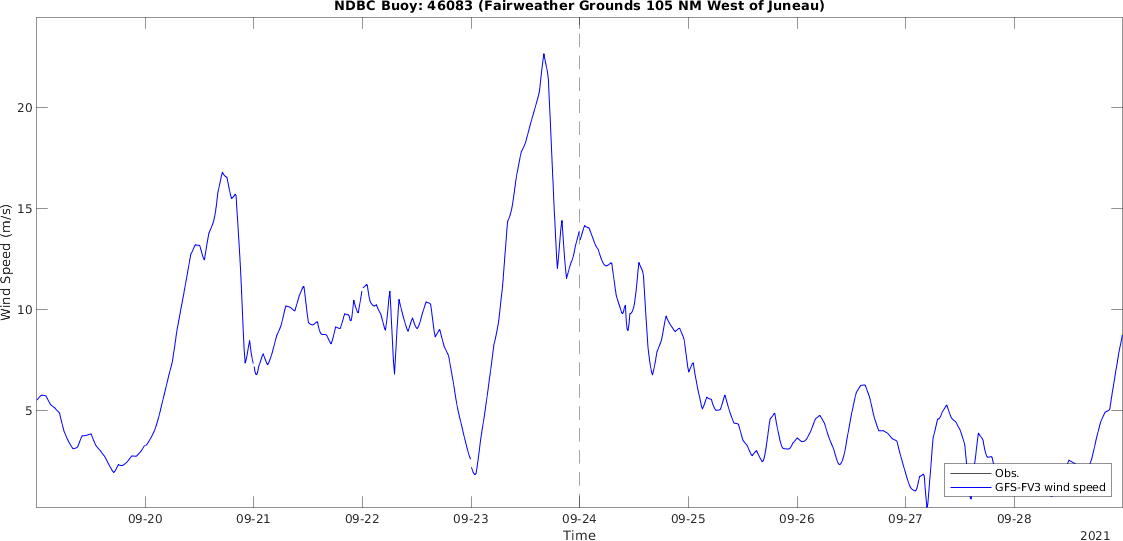 NDBC Buoy: 46083 (Fairweather Grounds 105 NM West of Juneau)
Wind Speed (m/s)
20
15
10
5
Obs.
GFS-FV3 wind speed
09-20 09-21 09-22 09-23 09-24 09-25 09-26 09-27 09-28
Time
2021